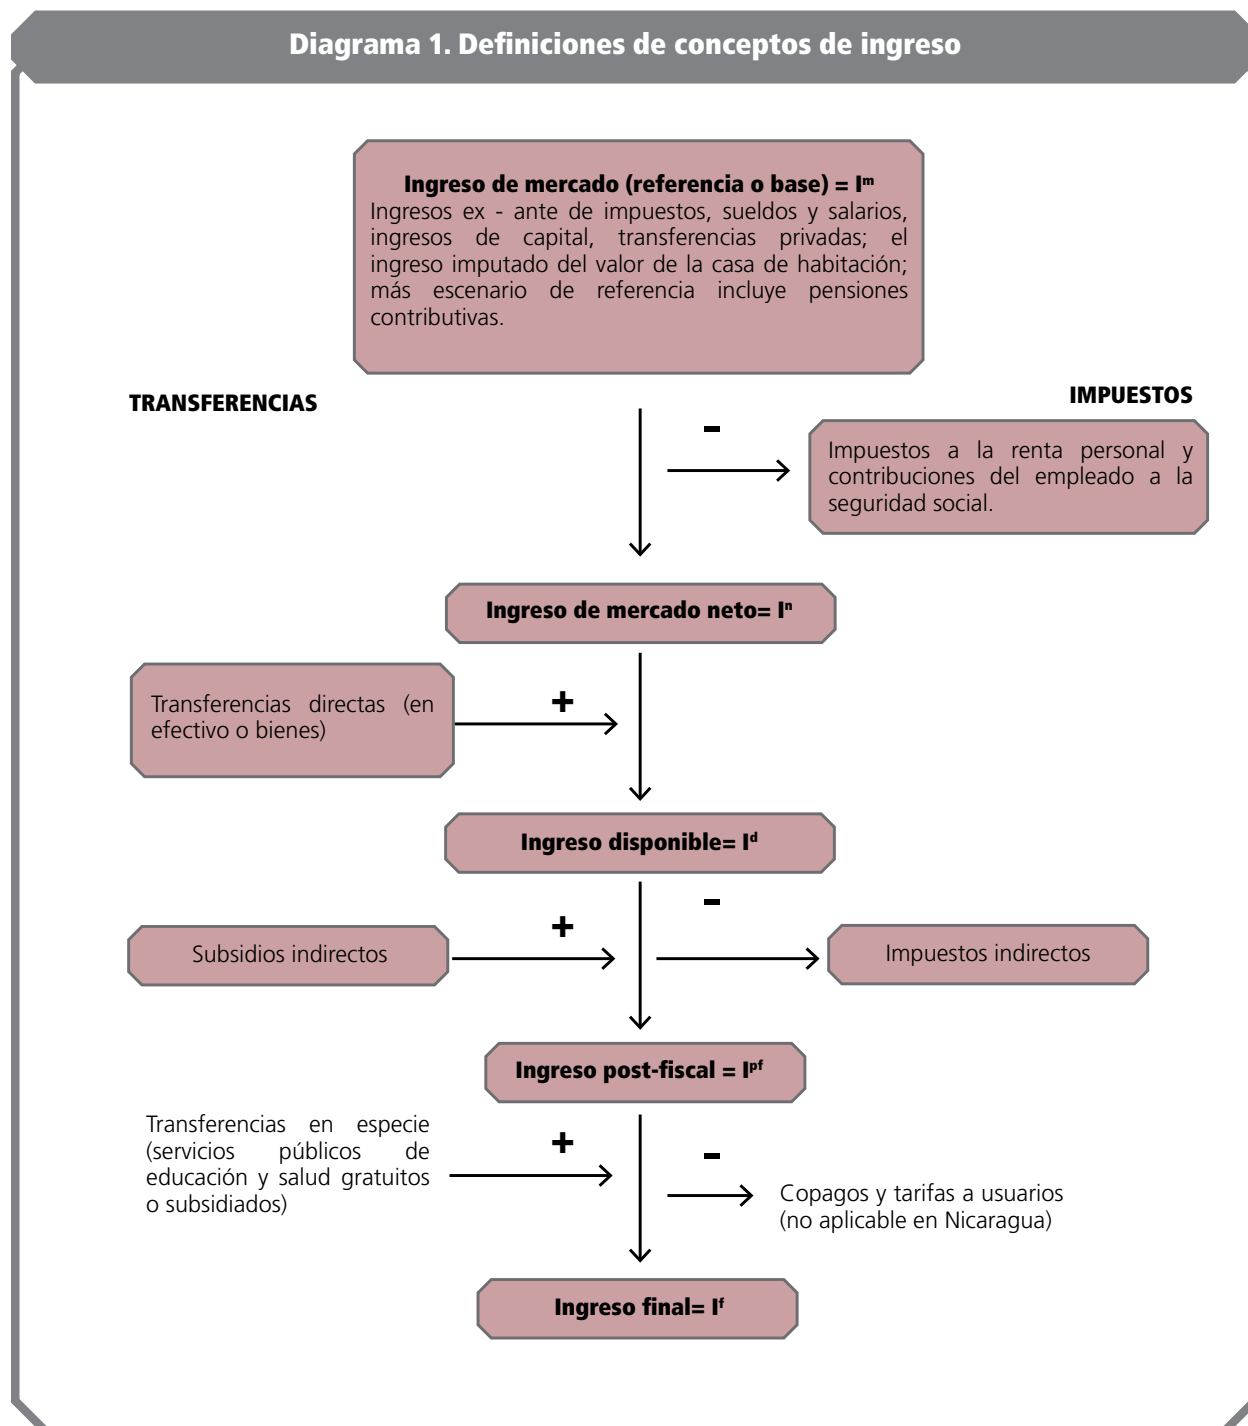 Diagrama 1. Definiciones de conceptos de ingreso
Ingreso de mercado (referencia o base) = Iᵐ
Ingresos ex - ante de impuestos, sueldos y salarios,
ingresos de capital, transferencias privadas; el
ingreso imputado del valor de la casa de habitación;
más escenario de referencia incluye pensiones
contributivas.
TRANSFERENCIAS
IMPUESTOS
-
Impuestos a la renta personal y
contribuciones del empleado a la
seguridad social.
Ingreso de mercado neto= Iⁿ
Transferencias directas (en
efectivo o bienes)
+
Ingreso disponible= Iᵈ
Subsidios indirectos
+
-
Impuestos indirectos
Ingreso post-fiscal = Iᵖᶠ
Transferencias en especie
(servicios públicos de
educación y salud gratuitos
o subsidiados)
+
-
Copagos y tarifas a usuarios
(no aplicable en Nicaragua)
Ingreso final= Iᶠ